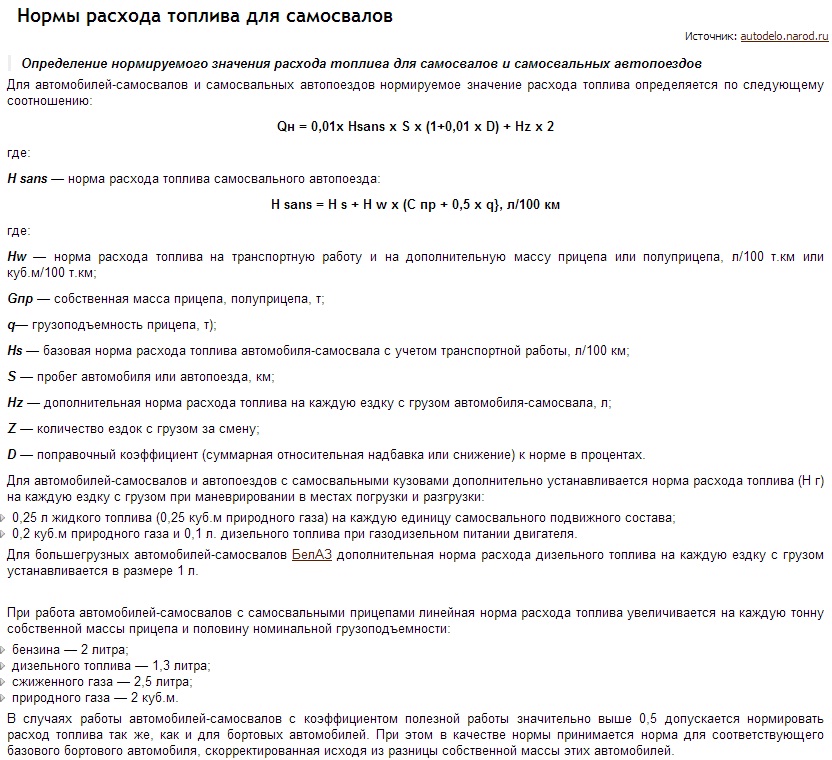 Нормы расхода топлива для самосвалов
Источник: autodelo.narod.ru
Определение нормируемого значения расхода топлива для самосвалов и самосвальных автопоездов
Для автомобилей-самосвалов и самосвальных автопоездов нормируемое значение расхода топлива определяется по следующему
соотношению:
Qн = 0,01x Hsans x S x (1+0,01 x D) + Hz x 2
где:
H sans — норма расхода топлива самосвального автопоезда:
H sans = H s + H w x (C пр + 0,5 x q}, л/100 км
где:
Hw — норма расхода топлива на транспортную работу и на дополнительную массу прицепа или полуприцепа, л/100 т.км или
куб.м/100 т.км;
Gnp — собственная масса прицепа, полуприцепа, т;
q— грузоподъемность прицепа, т);
Hs — базовая норма расхода топлива автомобиля-самосвала с учетом транспортной работы, л/100 км;
S — пробег автомобиля или автопоезда, км;
Hz — дополнительная норма расхода топлива на каждую ездку с грузом автомобиля-самосвала, л;
Z — количество ездок с грузом за смену;
D — поправочный коэффициент (суммарная относительная надбавка или снижение) к норме в процентах.
Для автомобилей-самосвалов и автопоездов с самосвальными кузовами дополнительно устанавливается норма расхода топлива (Н г)
на каждую ездку с грузом при маневрировании в местах погрузки и разгрузки:
0,25 л жидкого топлива (0,25 куб.м природного газа) на каждую единицу самосвального подвижного состава;
0,2 куб.м природного газа и 0,1 л. дизельного топлива при газодизельном питании двигателя.
Для большегрузных автомобилей-самосвалов БелАЗ дополнительная норма расхода дизельного топлива на каждую ездку с грузом
устанавливается в размере 1 л.
При работа автомобилей-самосвалов с самосвальными прицепами линейная норма расхода топлива увеличивается на каждую тонну
собственной массы прицепа и половину номинальной грузоподъемности:
бензина — 2 литра;
дизельного топлива — 1,3 литра;
сжиженного газа — 2,5 литра;
природного газа — 2 куб.м.
В случаях работы автомобилей-самосвалов с коэффициентом полезной работы значительно выше 0,5 допускается нормировать
расход топлива так же, как и для бортовых автомобилей. При этом в качестве нормы принимается норма для соответствующего
базового бортового автомобиля, скорректированная исходя из разницы собственной массы этих автомобилей.